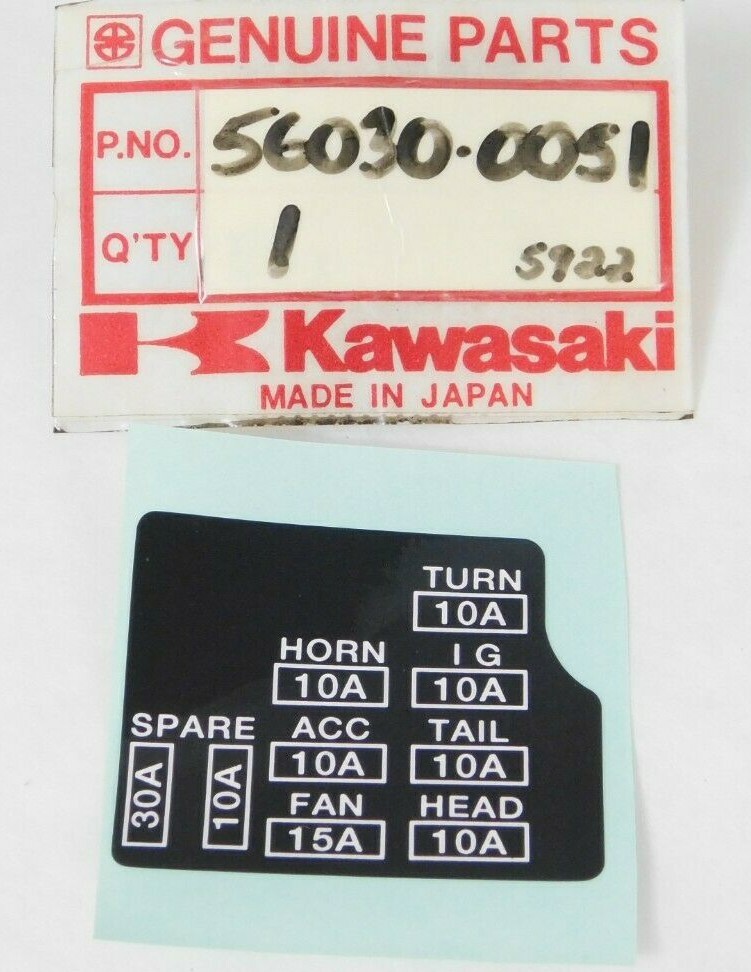 GENUINE PARTS
P.NO. 56030-0051
Q'TY 1 5922
Kawasaki
MADE IN JAPAN
TURN
10A
HORN IG
10A 10A
SPARE ACC TAIL
30A 10A 10A 10A
FAN HEAD
15A 10A